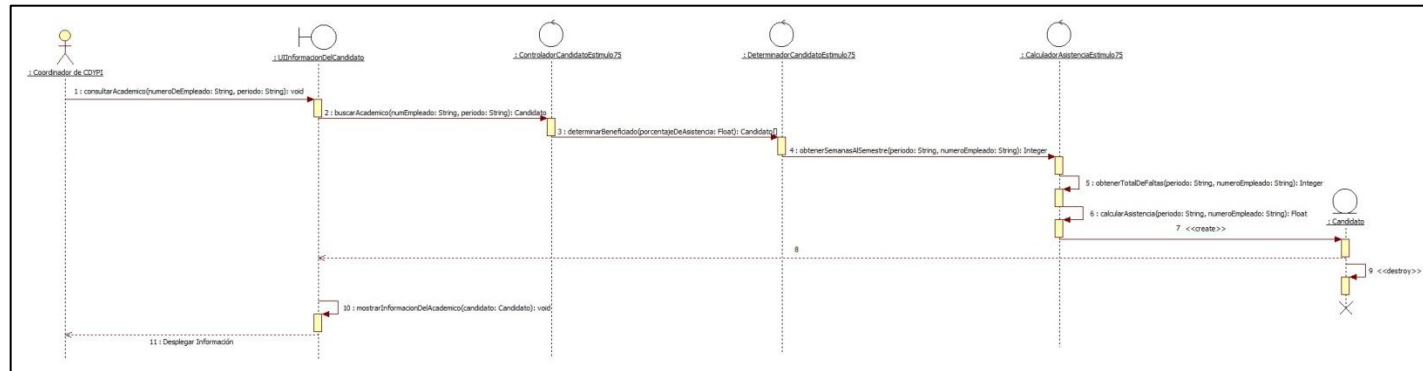 : Coordinador de CDYPI
: UIInformacionDelCandidato
: ControladorCandidatoEstimulo75
: DeterminadorCandidatoEstimulo75
: CalculadorAsistenciaEstimulo75
1 : consultarAcademico(numeroDeEmpleado: String, periodo: String): void
2 : buscarAcademico(numEmpleado: String, periodo: String): Candidato
3 : determinarBeneficiado(porcentajeDeAsistencia: Float): Candidato[]
4 : obtenerSemanasAlSemestre(periodo: String, numeroEmpleado: String): Integer
5 : obtenerTotalDeFaltas(periodo: String, numeroEmpleado: String): Integer
6 : calcularAsistencia(periodo: String, numeroEmpleado: String): Float
: Candidato
7 <<create>>
8
9 <<destroy>>
10 : mostrarInformacionDelAcademico(candidato: Candidato): void
11 : Desplegar Información